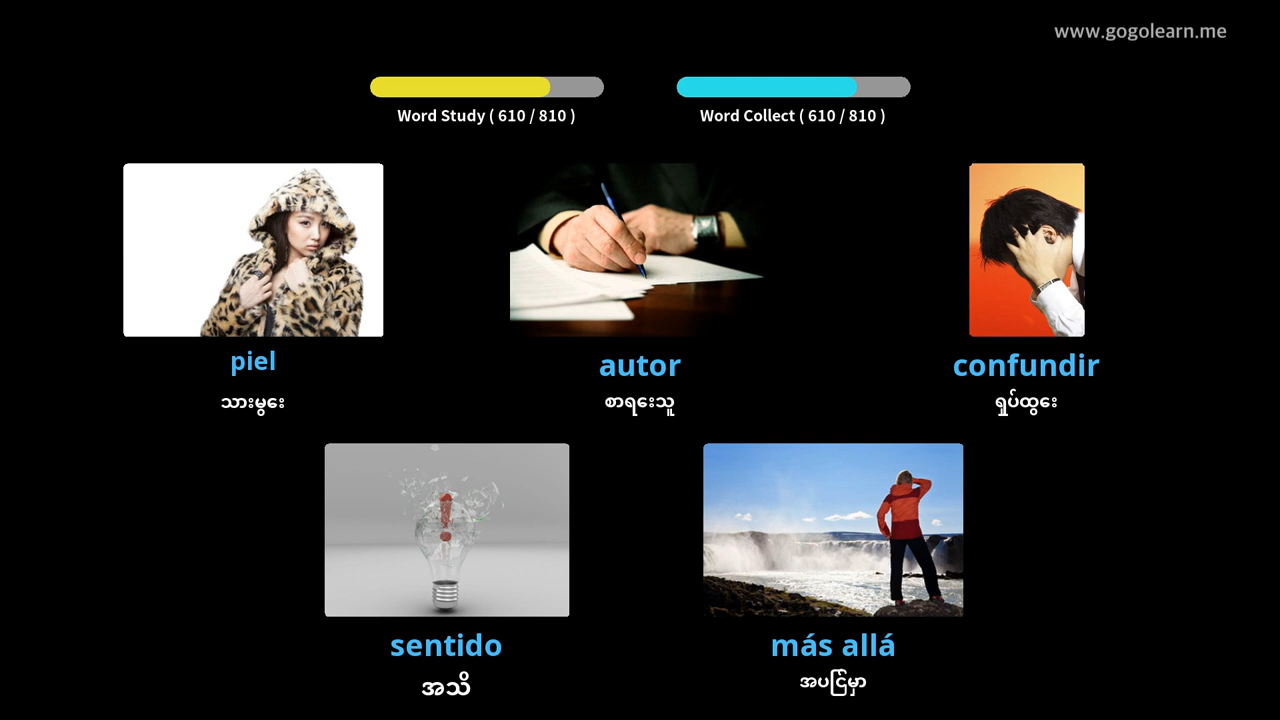 www.gogolearn.me
Word Study ( 610 / 810 )
Word Collect ( 610 / 810 )
piel
သားမွေး
autor
စာရေးသူ
confundir
ရှုပ်ထွေး
sentido
အသိ
más allá
အပြင်မှာ